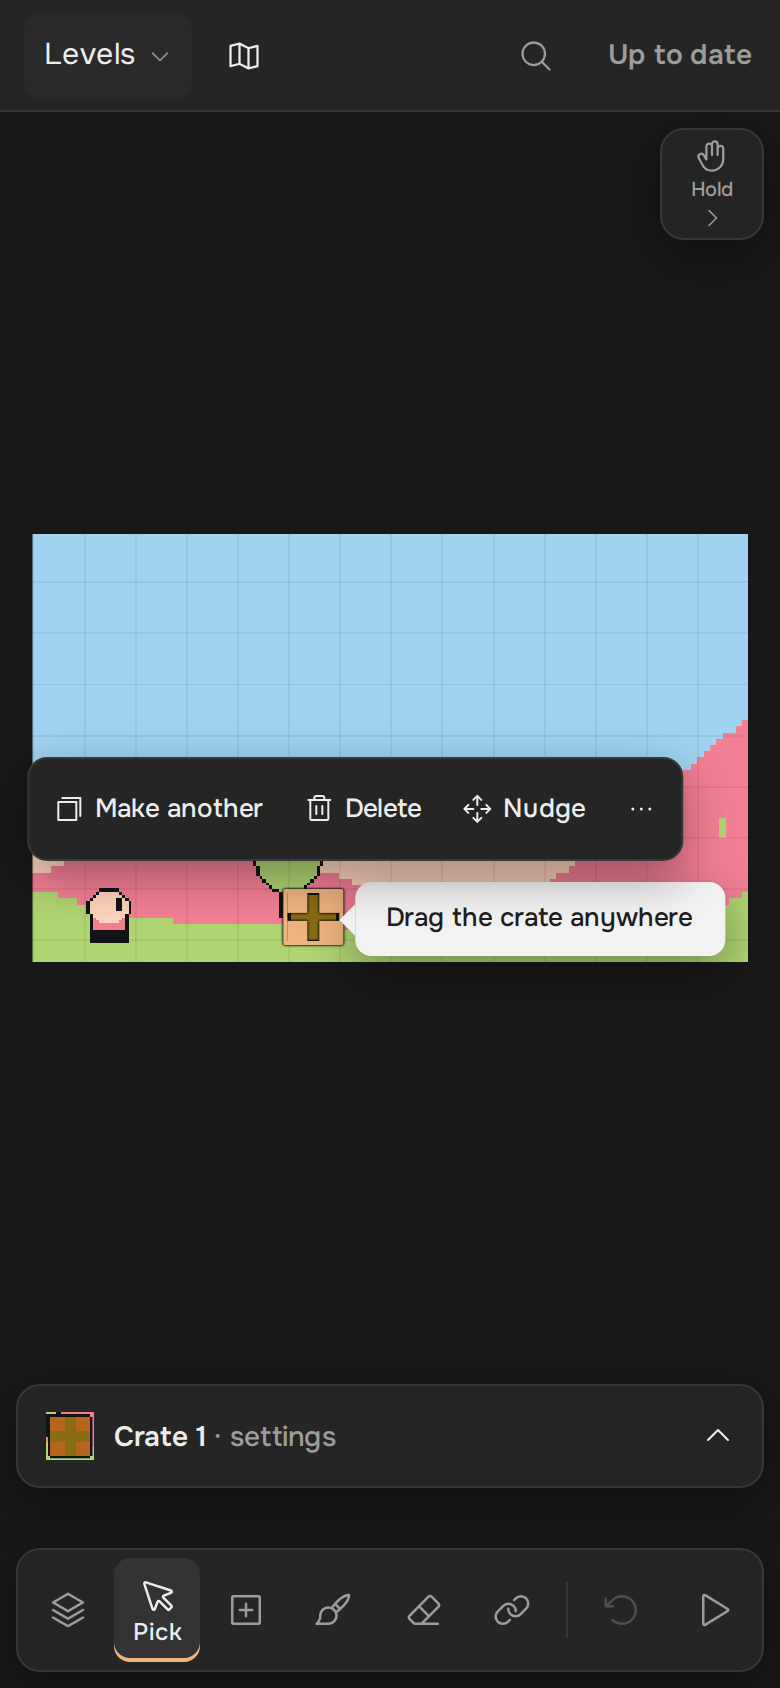 Levels
Up to date
Hold
Make another
Delete
Nudge
Drag the crate anywhere
Crate 1 · settings
Pick